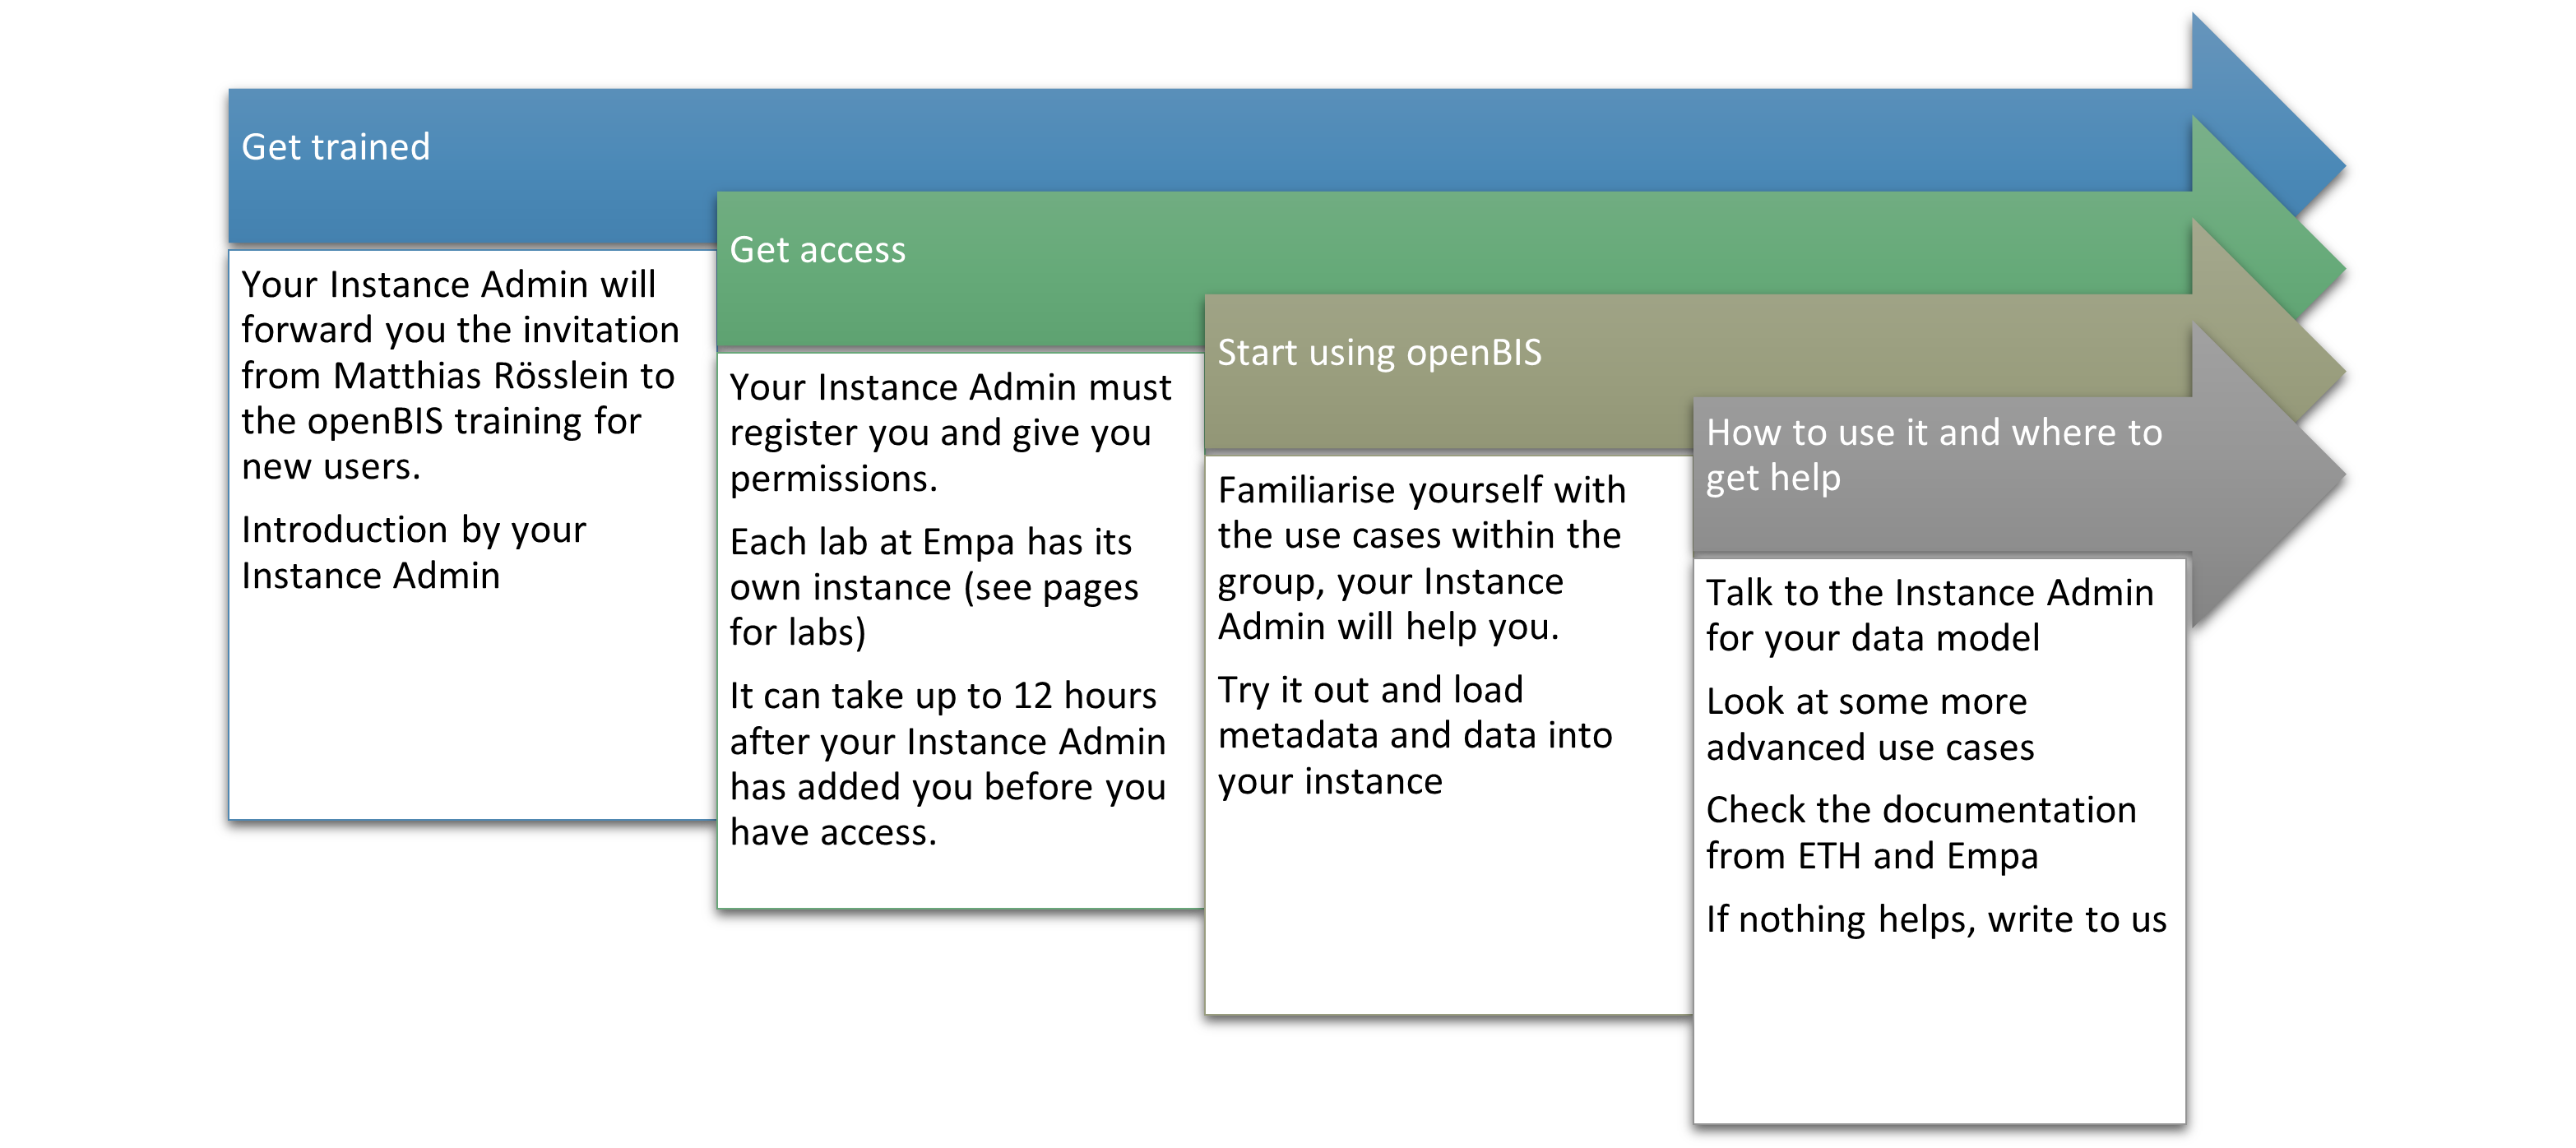 Get trained
Your Instance Admin will
forward you the invitation
from Matthias Rösslein to
the openBIS training for
new users.
Introduction by your
Instance Admin
Get access
Your Instance Admin must
register you and give you
permissions.
Each lab at Empa has its
own instance (see pages
for labs)
It can take up to 12 hours
after your Instance Admin
has added you before you
have access.
Start using openBIS
Familiarise yourself with
the use cases within the
group, your Instance
Admin will help you.
Try it out and load
metadata and data into
your instance
How to use it and where to
get help
Talk to the Instance Admin
for your data model
Look at some more
advanced use cases
Check the documentation
from ETH and Empa
If nothing helps, write to us